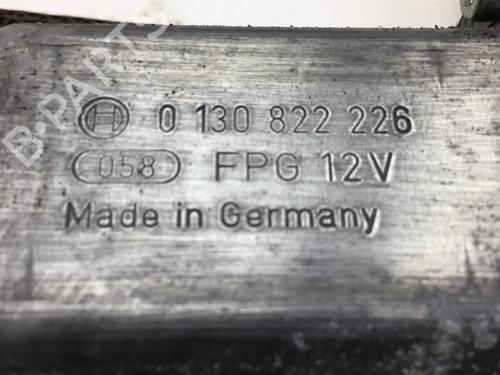 B-PARTS
H 0 130 822 226
058 FPG 12V
Made in Germany